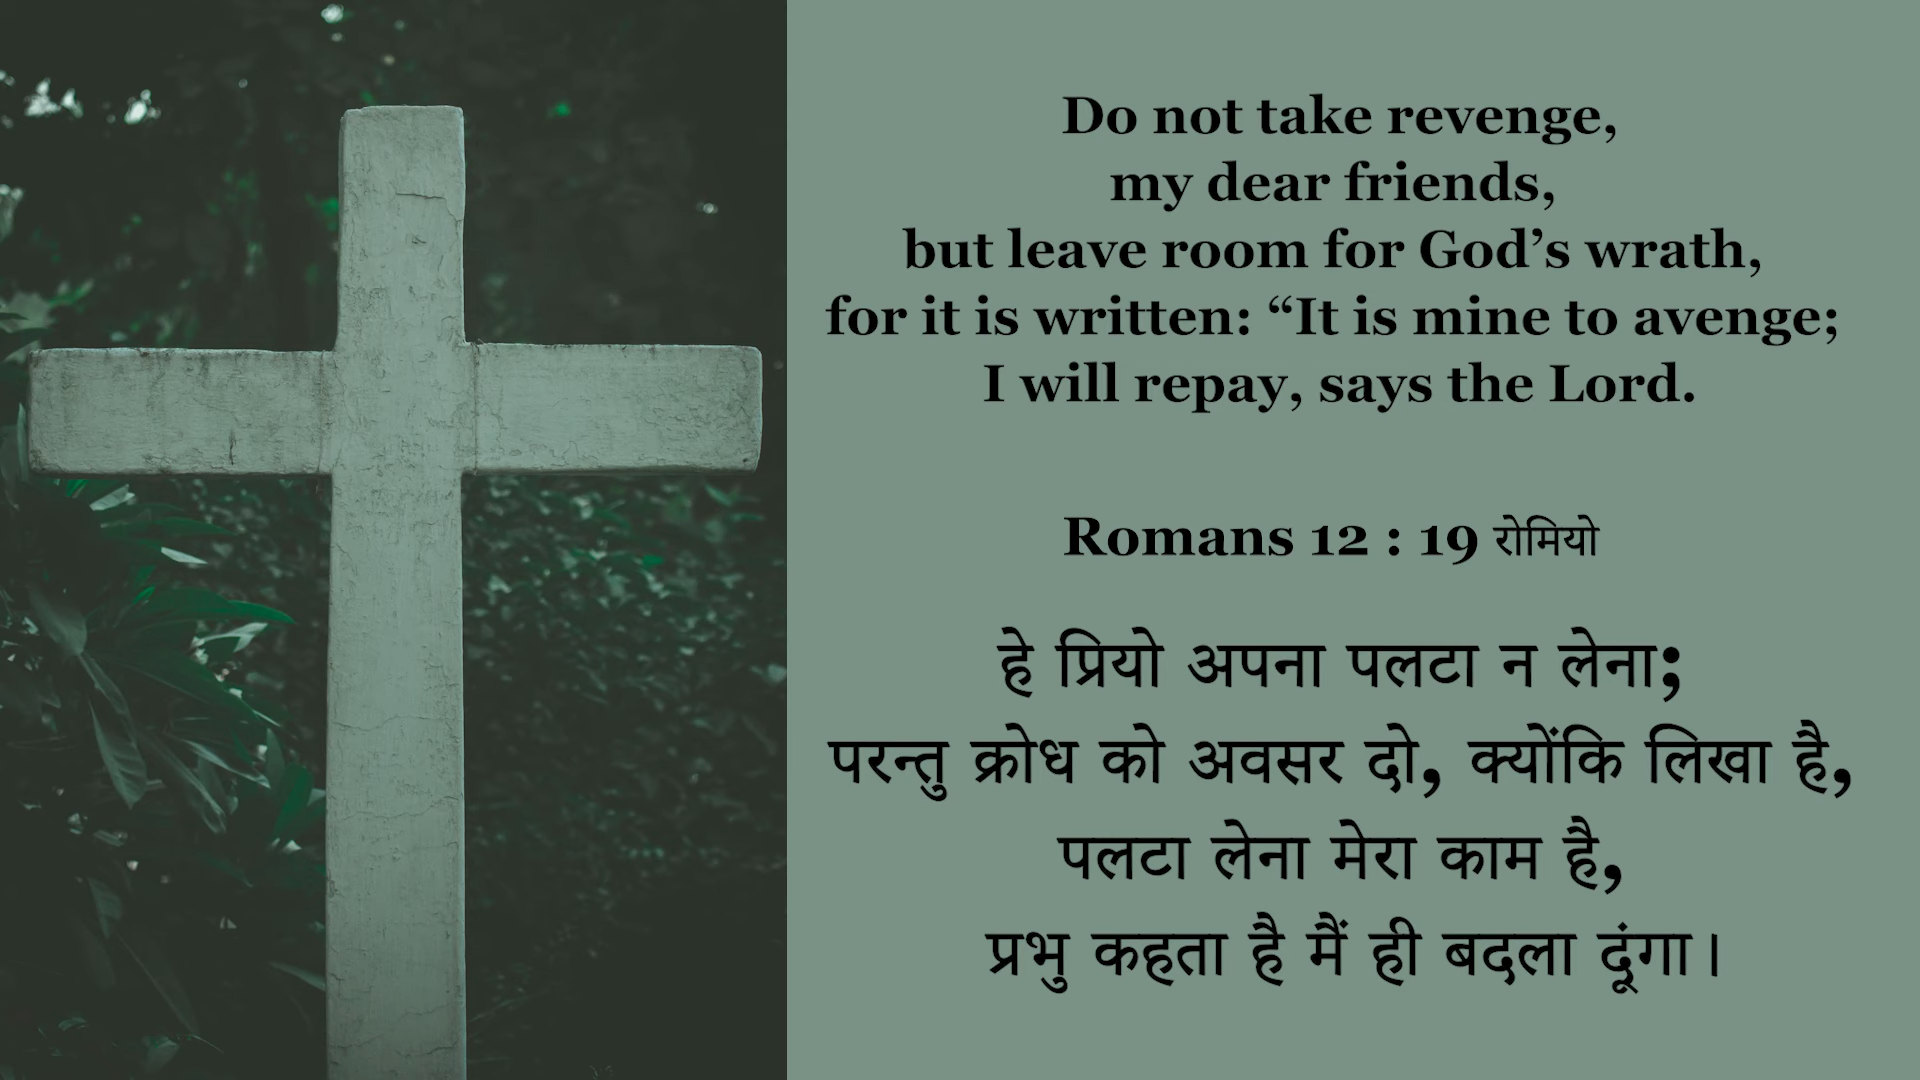 Do not take revenge,
my dear friends,
but leave room for God’s wrath,
for it is written: “It is mine to avenge;
I will repay, says the Lord.
Romans 12 : 19 रोमियो
हे प्रियो अपना पलटा न लेना;
परन्तु क्रोध को अवसर दो, क्योंकि लिखा है,
पलटा लेना मेरा काम है,
प्रभु कहता है मैं ही बदला दूंगा।